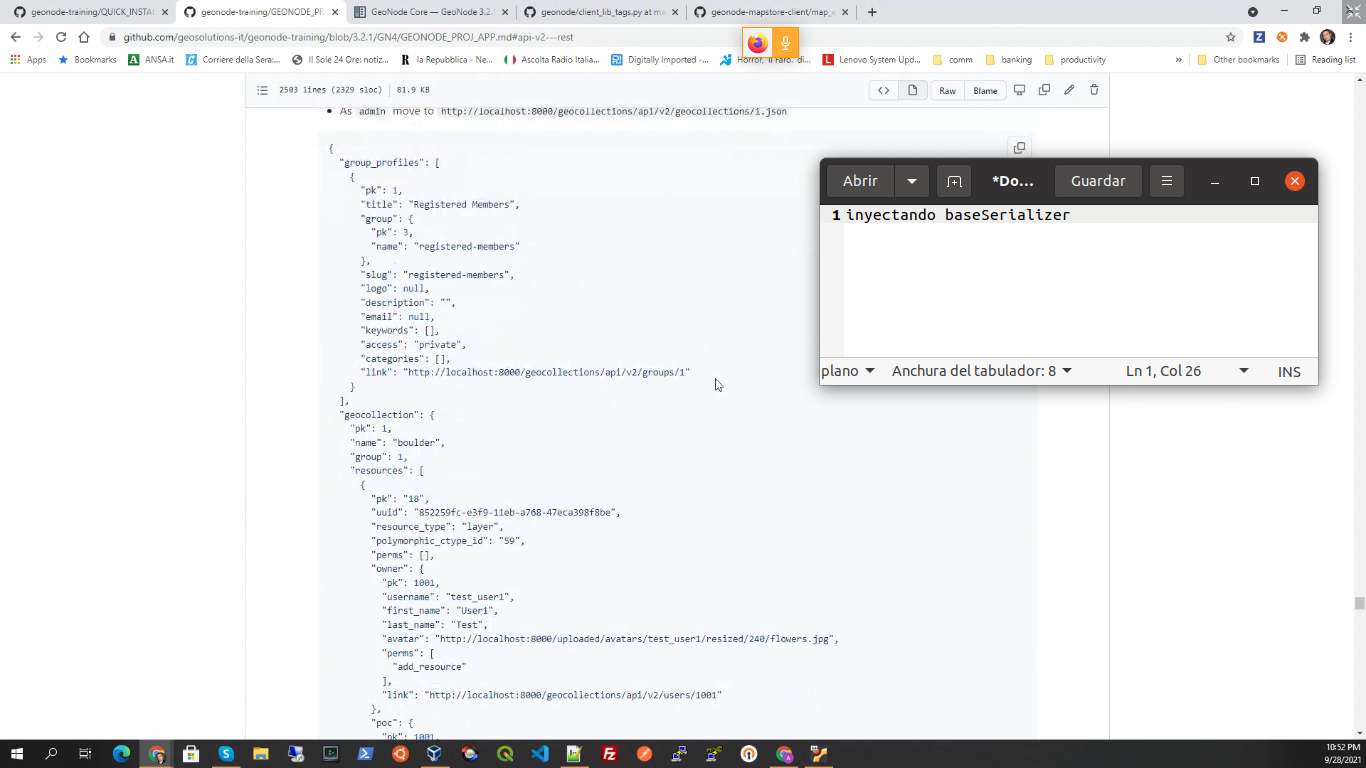 geonode-training/QUICK_INSTAL
geonode-training/GEONODE_PR
GeoNode Core — GeoNode 3.2.
geonode/client_lib_tags.py at ma
geonode-mapstore-client/map_e
github.com/geosolutions-it/geonode-training/blob/3.2.1/GN4/GEONODE_PROJ_APP.md#api-v2---rest
Apps
Bookmarks
ANSA.it
Corriere della Sera:...
Il Sole 24 Ore: notiz...
la Repubblica - Ne...
Ascolta Radio Italia...
Digitally Imported -...
Horror, Il Faro, di...
Lenovo System Upd...
comm
banking
productivity
»
Other bookmarks
Reading list
2503 lines (2329 sloc) 81.9 KB
Raw
Blame
As admin move to http://localhost:8000/geocollections/api/v2/geocollections/1.json
{
"group_profiles": [
{
"pk": 1,
"title": "Registered Members",
"group": {
"pk": 3,
"name": "registered-members"
},
"slug": "registered-members",
"logo": null,
"description": "",
"email": null,
"keywords": [],
"access": "private",
"categories": [],
"link": "http://localhost:8000/geocollections/api/v2/groups/1"
}
],
"geocollection": {
"pk": 1,
"name": "boulder",
"group": 1,
"resources": [
{
"pk": "18",
"uuid": "852259fc-e3f9-11eb-a768-47eca398f8be",
"resource_type": "layer",
"polymorphic_ctype_id": "59",
"perms": [],
"owner": {
"pk": 1001,
"username": "test_user1",
"first_name": "User1",
"last_name": "Test",
"avatar": "http://localhost:8000/uploaded/avatars/test_user1/resized/240/flowers.jpg",
"perms": [
"add_resource"
],
"link": "http://localhost:8000/geocollections/api/v2/users/1001"
},
"poc": {
"pk": 1001,
Abrir
*Do...
Guardar
1 inyectando baseSerializer
plano
Anchura del tabulador: 8
Ln 1, Col 26
INS
10:52 PM
9/28/2021